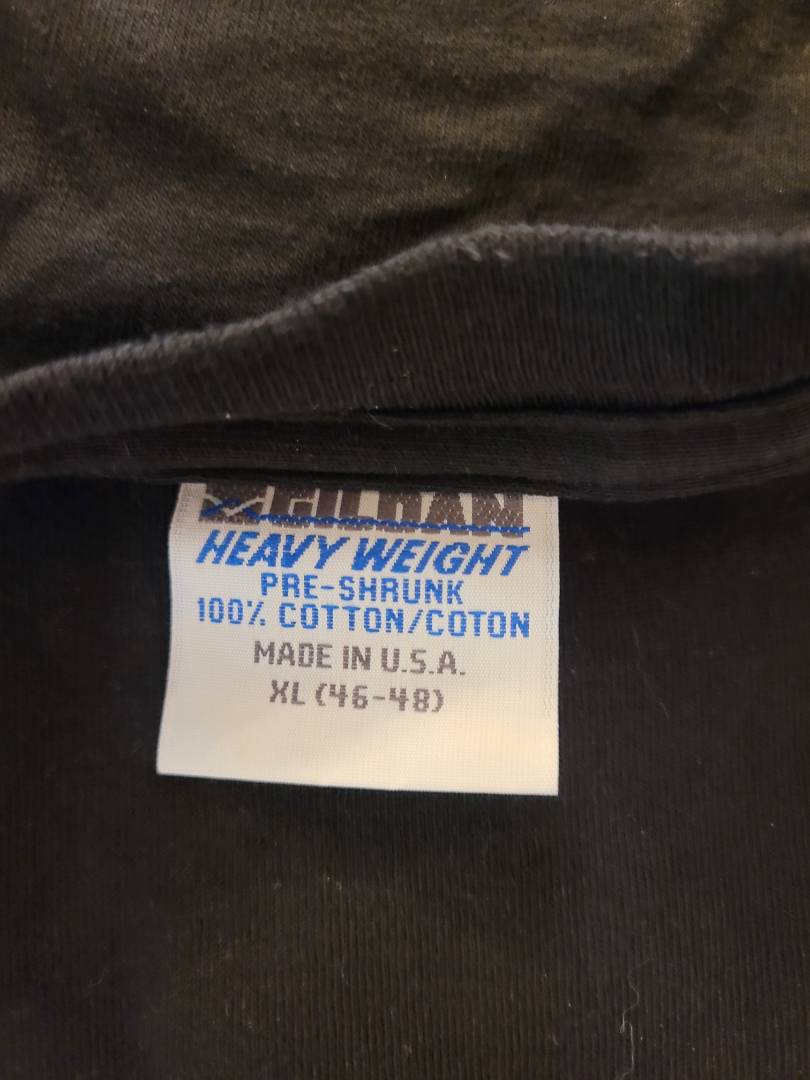 HEAVY WEIGHT
PRE-SHRUNK
100% COTTON/COTON
MADE IN U.S.A.
XL (46-48)